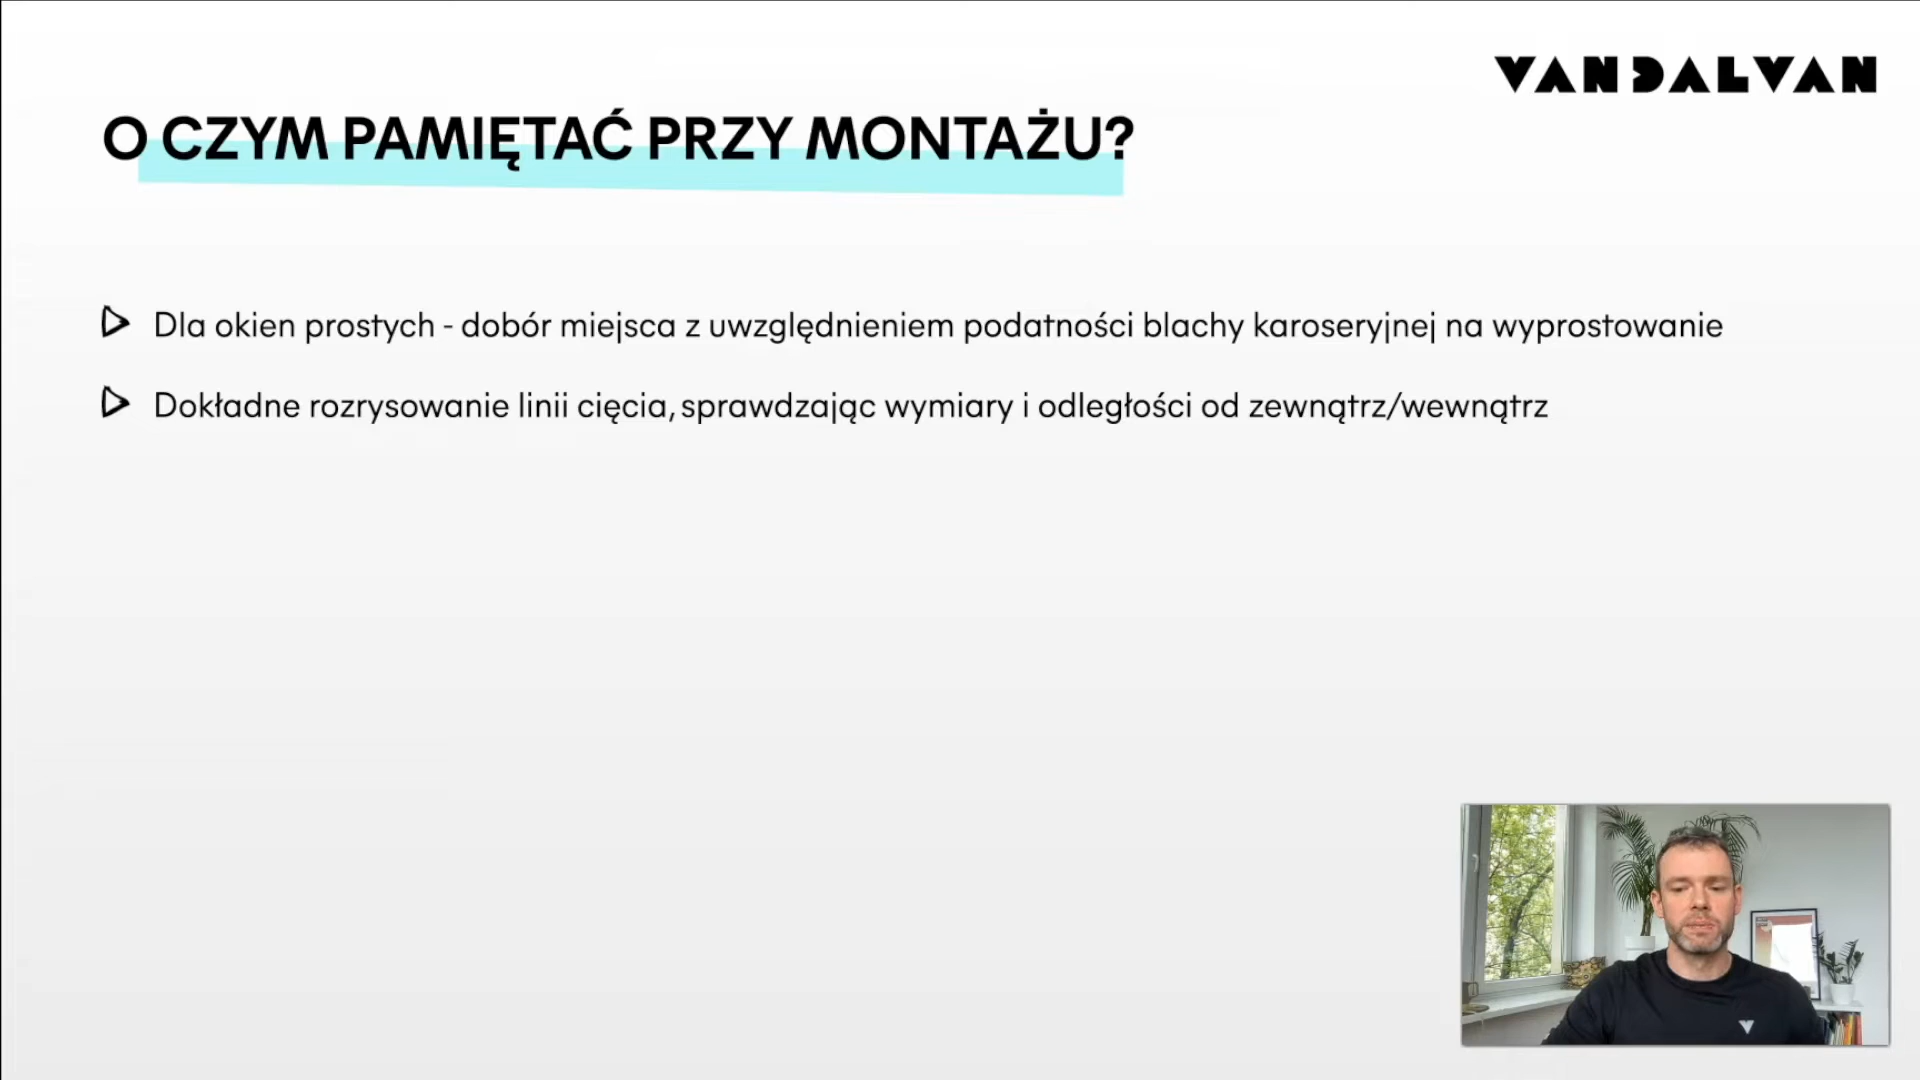 VANDALVAN
O CZYM PAMIĘTAĆ PRZY MONTAŻU?
Dla okien prostych - dobór miejsca z uwzględnieniem podatności blachy karoseryjnej na wyprostowanie
Dokładne rozrysowanie linii cięcia, sprawdzając wymiary i odległości od zewnątrz/wewnątrz